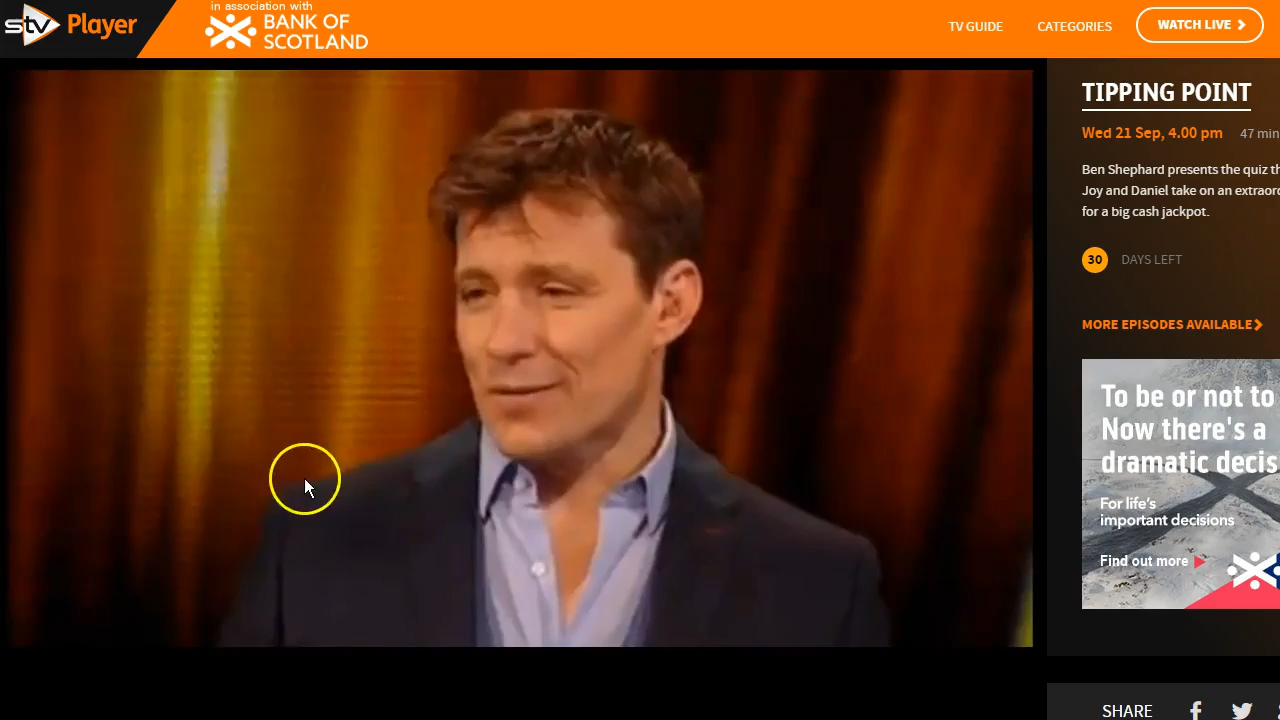 stv Player
in association with
BANK OF
SCOTLAND
TV GUIDE
CATEGORIES
WATCH LIVE
TIPPING POINT
Wed 21 Sep, 4.00 pm
47 min
Ben Shephard presents the quiz th
Joy and Daniel take on an extraord
for a big cash jackpot.
30 DAYS LEFT
MORE EPISODES AVAILABLE
To be or not to
Now there's a
dramatic decis
For life's
important decisions
Find out more
SHARE